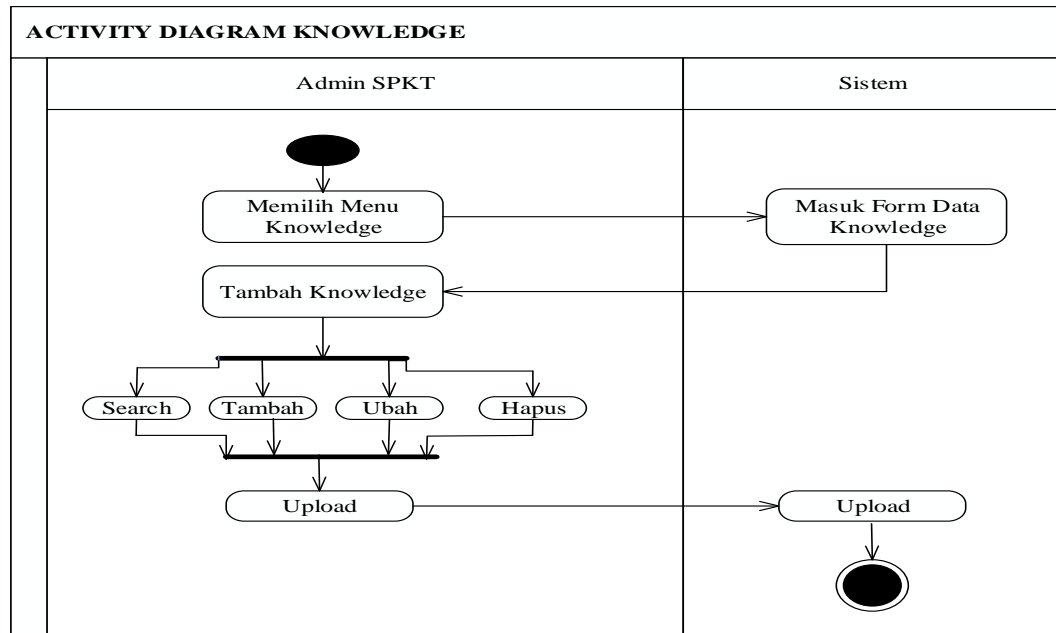 ACTIVITY DIAGRAM KNOWLEDGE
Admin SPKT
Sistem
Memilih Menu
Knowledge
Masuk Form Data
Knowledge
Tambah Knowledge
Search
Tambah
Ubah
Hapus
Upload
Upload